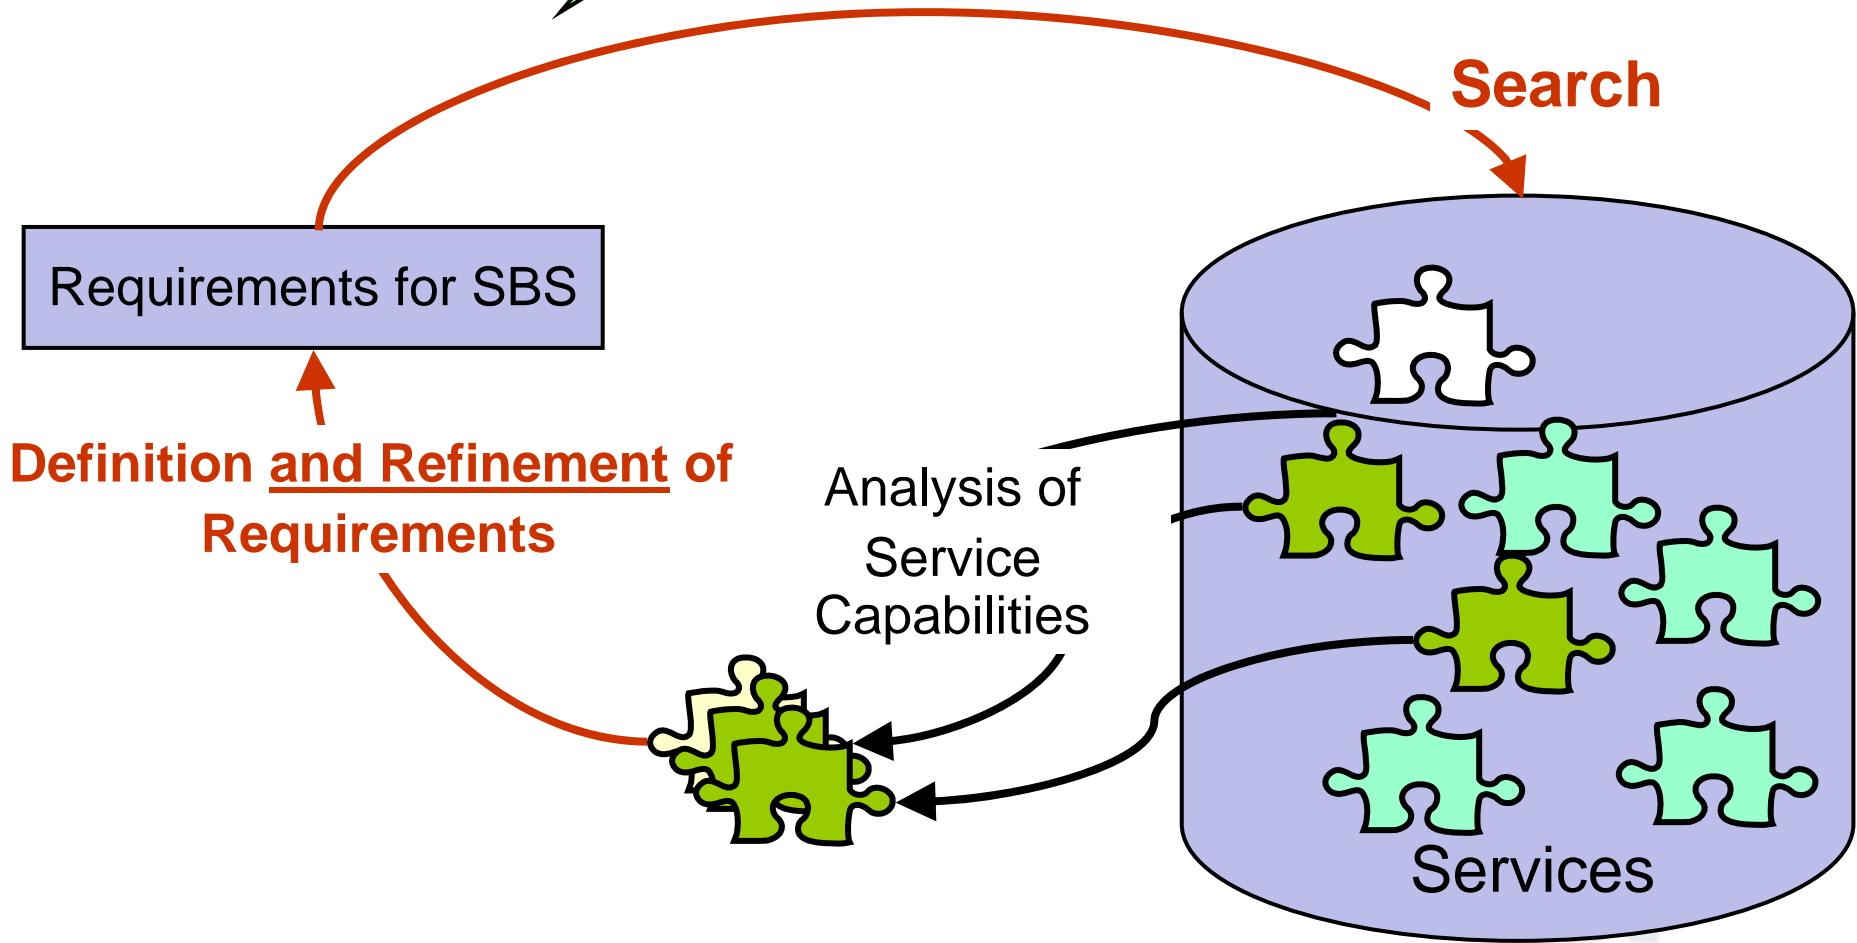 Search
Requirements for SBS
Definition and Refinement of
Requirements
Analysis of
Service
Capabilities
Services